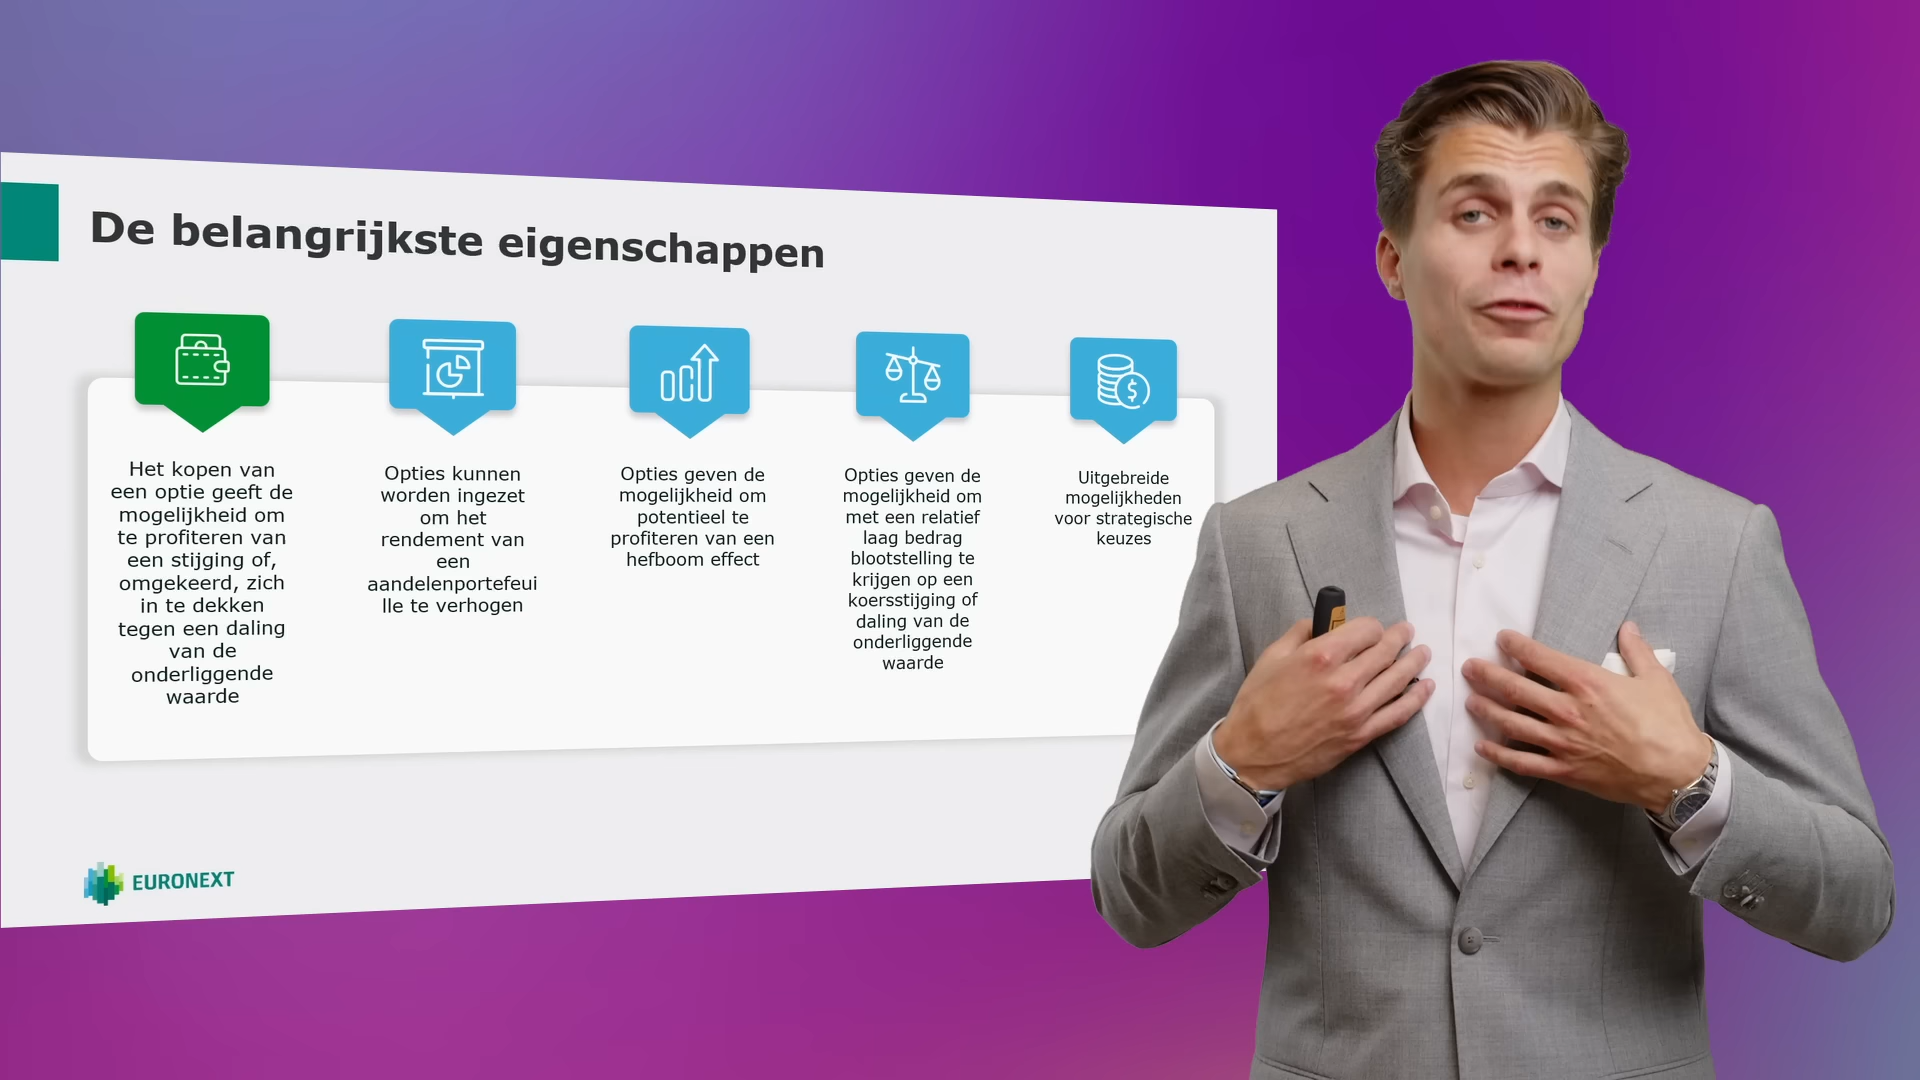 De belangrijkste eigenschappen
Het kopen van
een optie geeft de
mogelijkheid om
te profiteren van
een stijging of,
omgekeerd, zich
in te dekken
tegen een daling
van de
onderliggende
waarde
Opties kunnen
worden ingezet
om het
rendement van
een
aandelenportefeui
lle te verhogen
Opties geven de
mogelijkheid om
potentieel te
profiteren van een
hefboom effect
Opties geven de
mogelijkheid om
met een relatief
laag bedrag
blootstelling te
krijgen op een
koersstijging of
daling van de
onderliggende
waarde
$
Uitgebreide
mogelijkheden
voor strategische
keuzes
EURONEXT